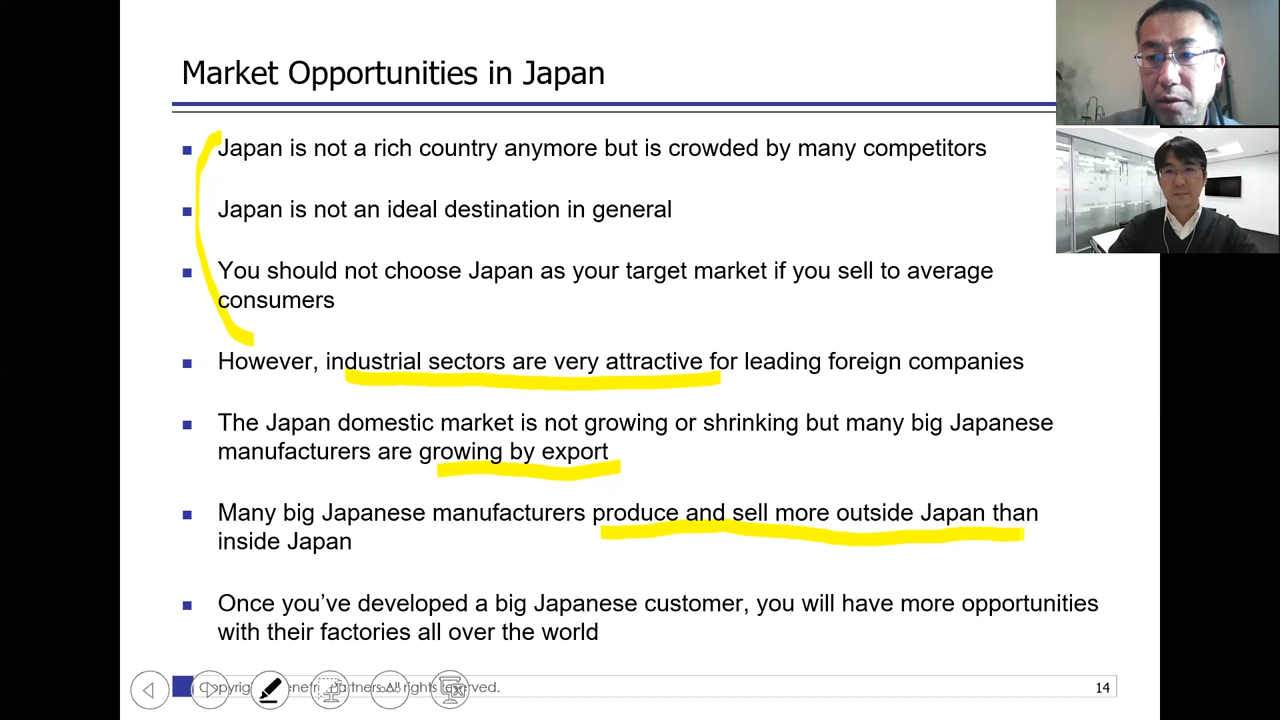 Market Opportunities in Japan
Japan is not a rich country anymore but is crowded by many competitors
Japan is not an ideal destination in general
You should not choose Japan as your target market if you sell to average
consumers
However, industrial sectors are very attractive for leading foreign companies
The Japan domestic market is not growing or shrinking but many big Japanese
manufacturers are growing by export
Many big Japanese manufacturers produce and sell more outside Japan than
inside Japan
Once you’ve developed a big Japanese customer, you will have more opportunities
with their factories all over the world
Partners All rights reserved.
14